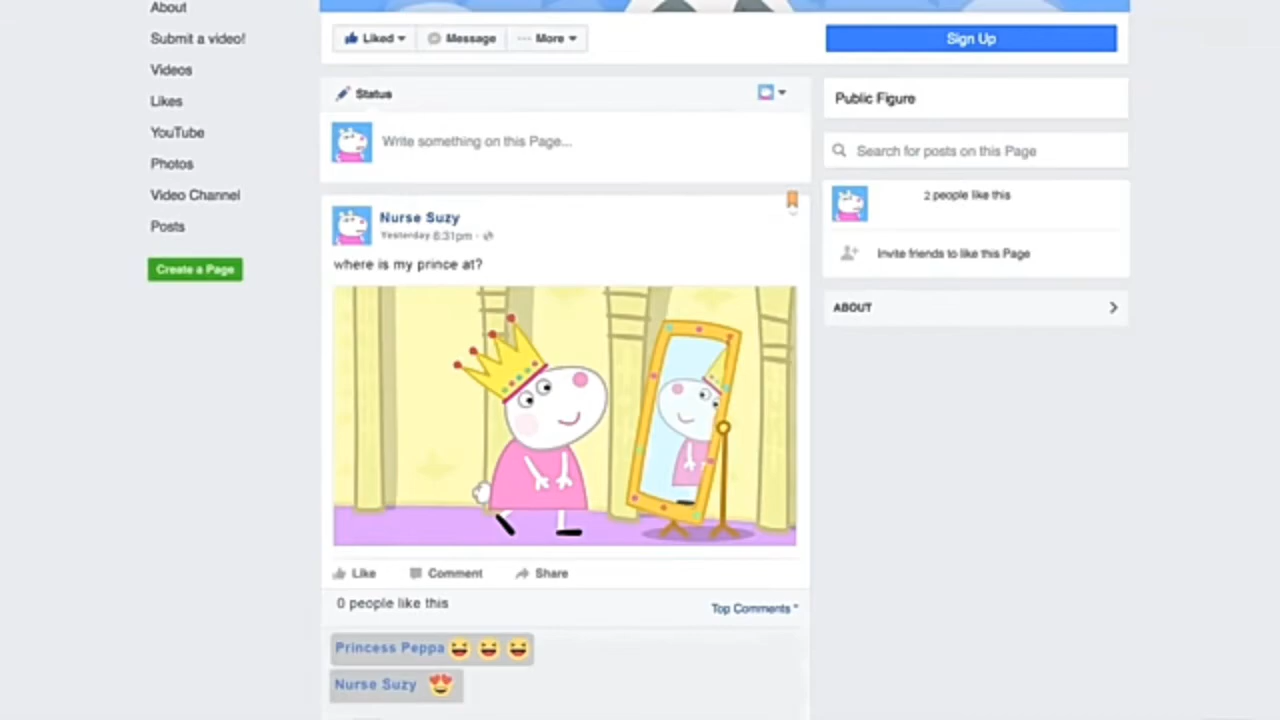 About
Submit a video!
Videos
Likes
YouTube
Photos
Video Channel
Posts
Create a Page
Liked
Message
More
Sign Up
Status
Write something on this Page...
Nurse Suzy
Yesterday 8:31pm
where is my prince at?
Like
Comment
Share
0 people like this
Top Comments
Princess Peppa
Nurse Suzy
Public Figure
Search for posts on this Page
2 people like this
Invite friends to like this Page
ABOUT